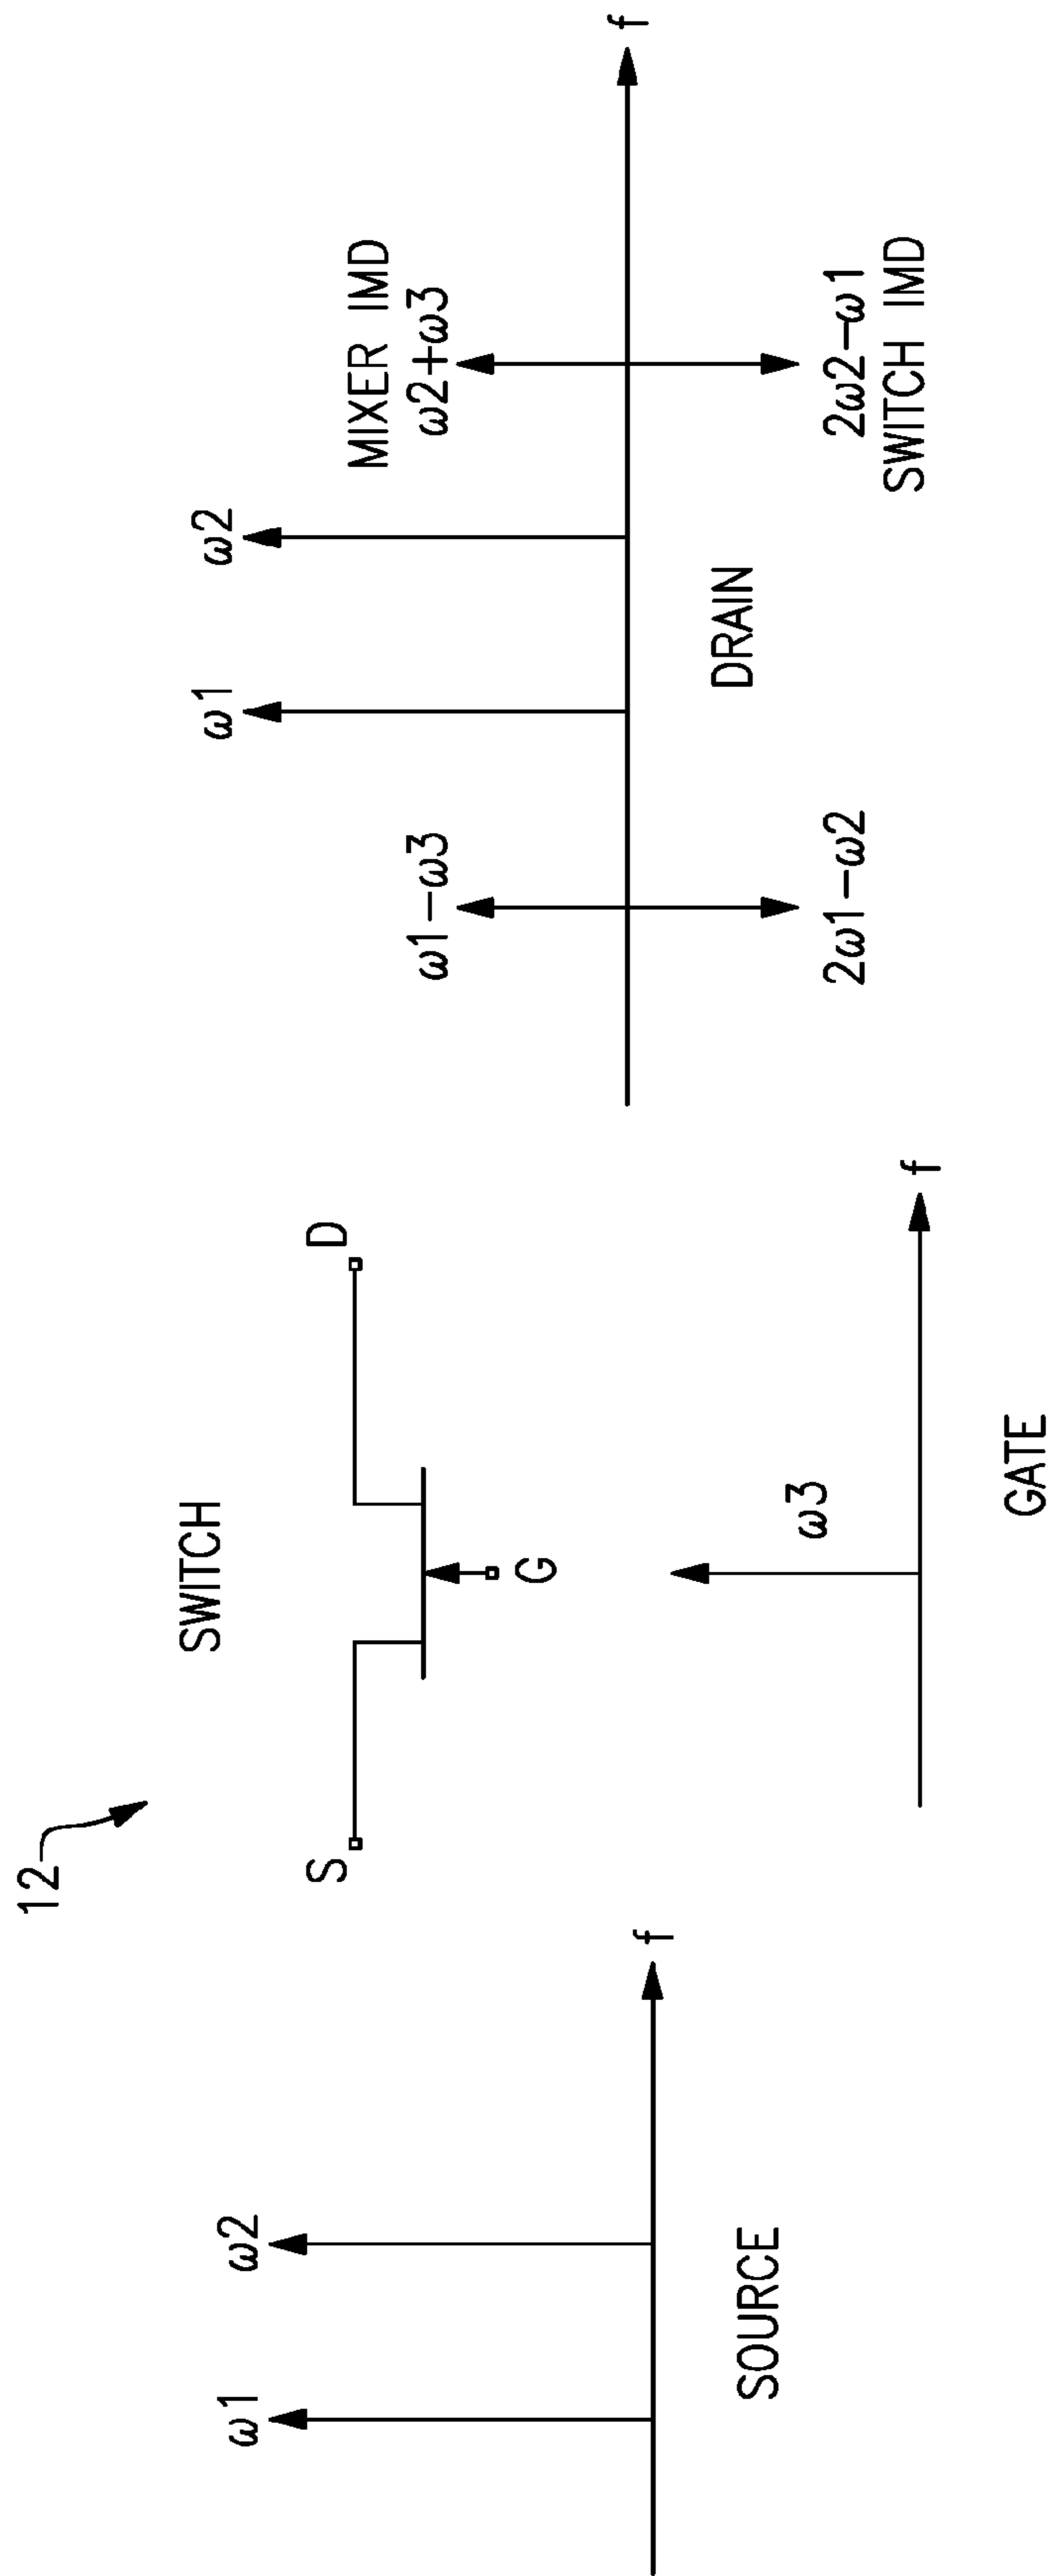 12
SWITCH
S
D
G
ω1
ω2
f
SOURCE
ω3
f
GATE
ω1
ω2
ω1-ω3
MIXER IMD
ω2+ω3
f
DRAIN
2ω1-ω2
2ω2-ω1
SWITCH IMD